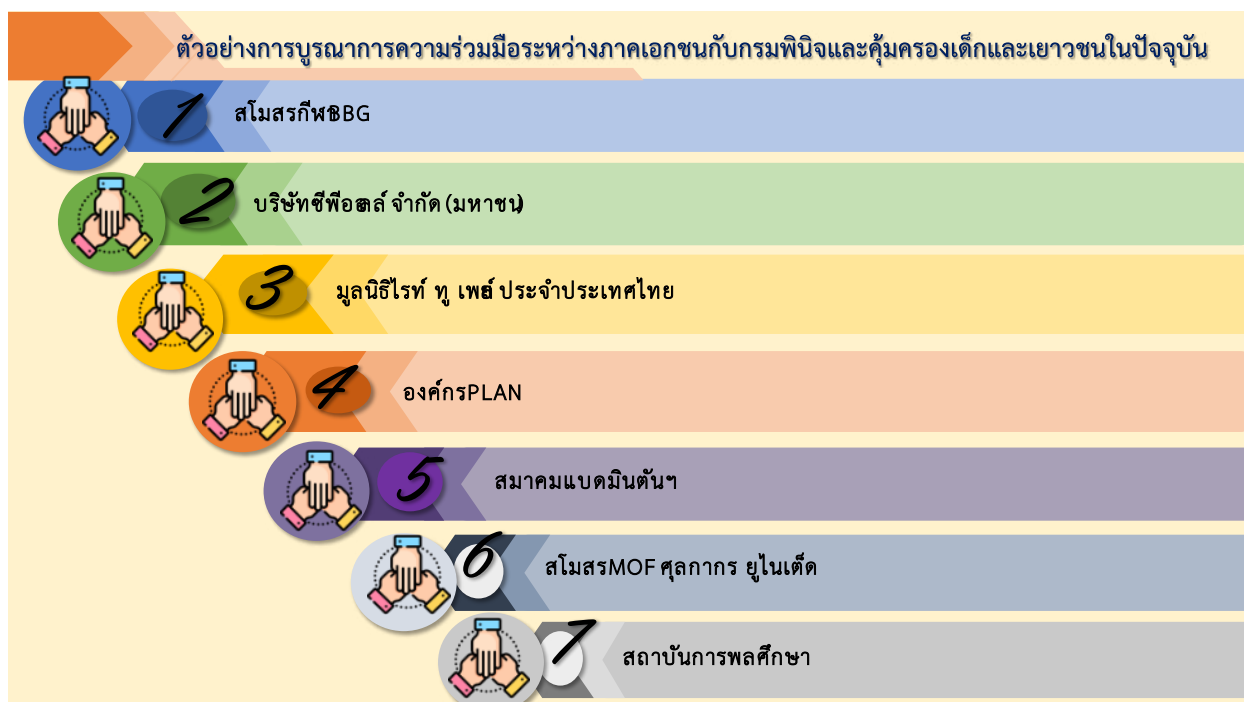 ตัวอย่างการบูรณาการความร่วมมือระหว่างภาคเอกชนกับกรมพินิจและคุ้มครองเด็กและเยาวชนในปัจจุบัน
1 สโมสรกีฬาBBG
2 บริษัทซีพีออลล์ จำกัด (มหาชน)
3 มูลนิธิไรท์ ทู เพลย์ ประจำประเทศไทย
4 องค์กรPLAN
5 สมาคมแบดมินตันฯ
6 สโมสรMOF ศุลกากร ยูไนเต็ด
7 สถาบันการพลศึกษา